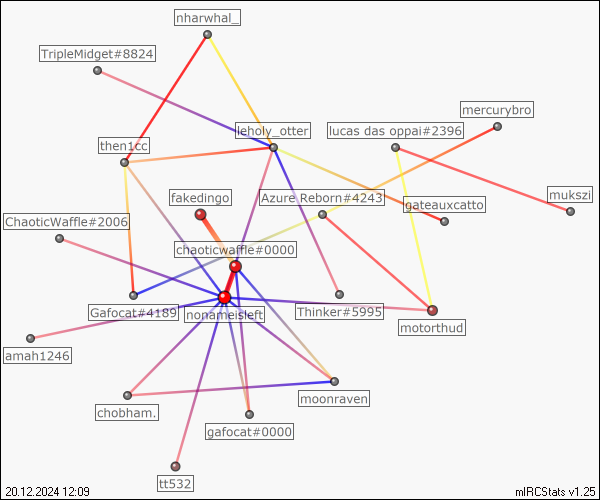 nharwhal_
TripleMidget#8824
mercurybro
leholy_otter
lucas das oppai#2396
then1cc
fakedingo
Azure Reborn#4243
mukszi
gateauxcatto
ChaoticWaffle#2006
chaoticwaffle#0000
Gafocat#4189
nonameisleft
Thinker#5995
motorthud
amah1246
moonraven
chobham.
gafocat#0000
tt532
20.12.2024 12:09
mIRCStats v1.25